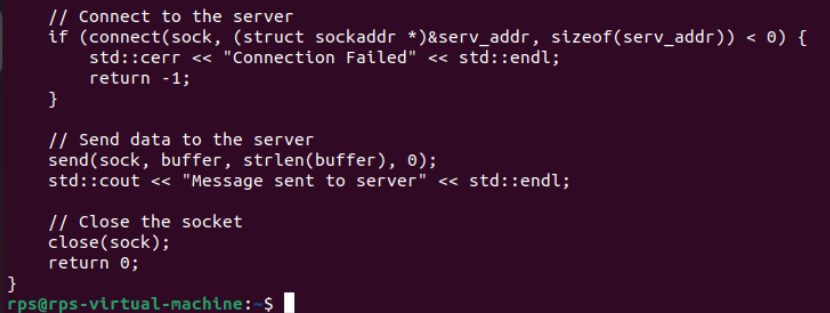 // Connect to the server
    if (connect(sock, (struct sockaddr *)&serv_addr, sizeof(serv_addr)) < 0) {
        std::cerr << "Connection Failed" << std::endl;
        return -1;
    }

    // Send data to the server
    send(sock, buffer, strlen(buffer), 0);
    std::cout << "Message sent to server" << std::endl;

    // Close the socket
    close(sock);
    return 0;
}
rps@rps-virtual-machine:~$